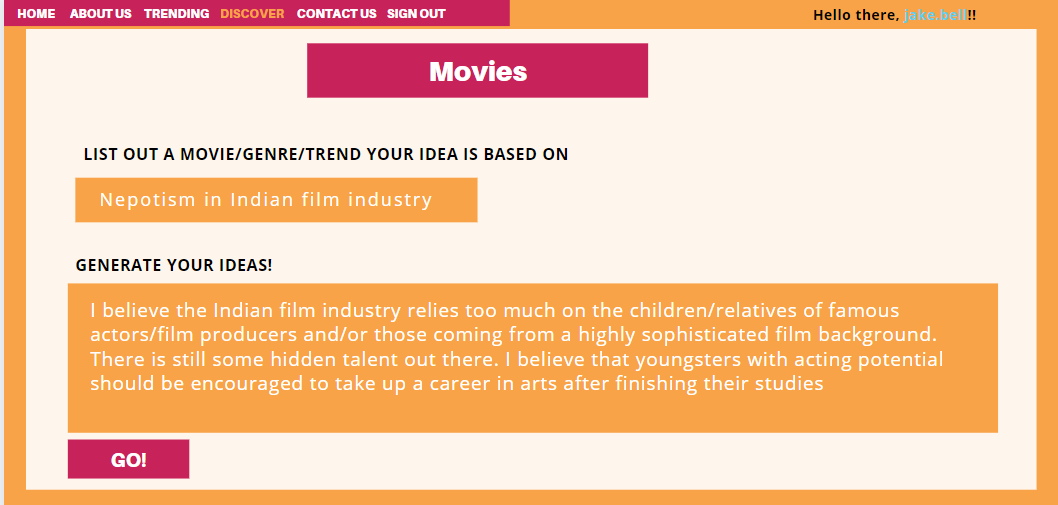 HOME ABOUT US TRENDING DISCOVER CONTACT US SIGN OUT Hello there, jake.bell!!
Movies
LIST OUT A MOVIE/GENRE/TREND YOUR IDEA IS BASED ON
Nepotism in Indian film industry
GENERATE YOUR IDEAS!
I believe the Indian film industry relies too much on the children/relatives of famous
actors/film producers and/or those coming from a highly sophisticated film background.
There is still some hidden talent out there. I believe that youngsters with acting potential
should be encouraged to take up a career in arts after finishing their studies
GO!